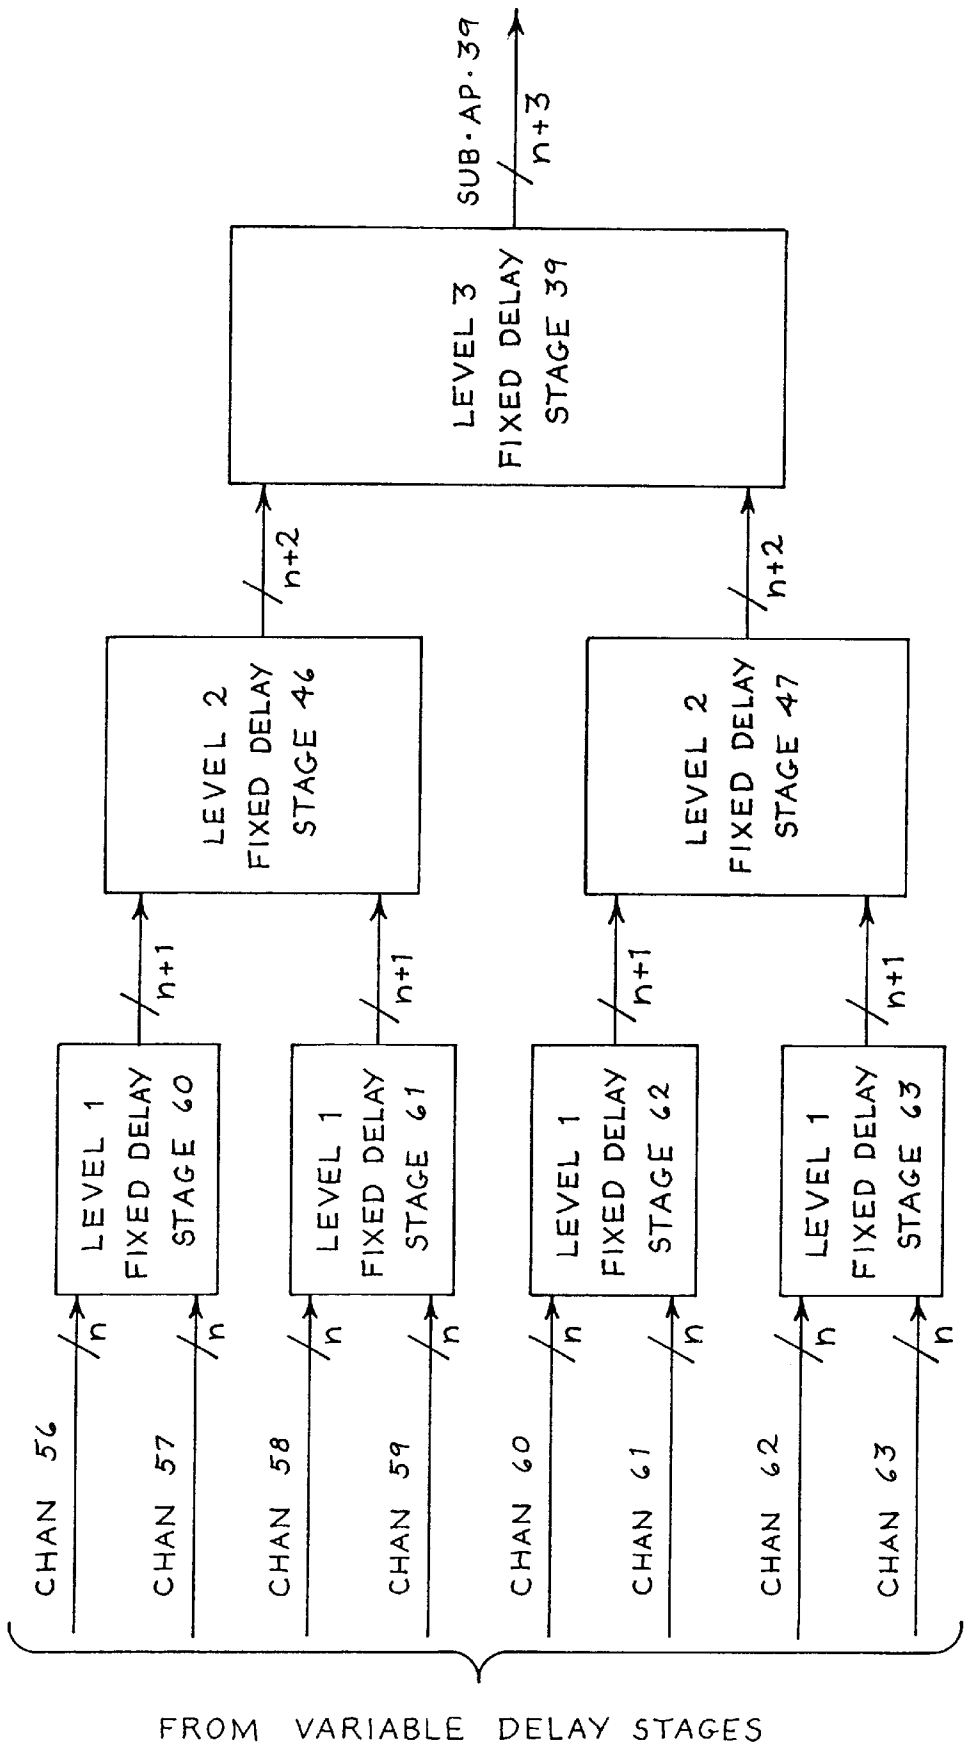 CHAN 56
CHAN 57
CHAN 58
CHAN 59
CHAN 60
CHAN 61
CHAN 62
CHAN 63
n
n
n
n
n
n
n
n
LEVEL 1
FIXED DELAY
STAGE 60
LEVEL 1
FIXED DELAY
STAGE 61
LEVEL 1
FIXED DELAY
STAGE 62
LEVEL 1
FIXED DELAY
STAGE 63
n+1
n+1
n+1
n+1
LEVEL 2
FIXED DELAY
STAGE 46
LEVEL 2
FIXED DELAY
STAGE 47
n+2
n+2
LEVEL 3
FIXED DELAY
STAGE 39
SUB·AP·39
n+3
FROM VARIABLE DELAY STAGES